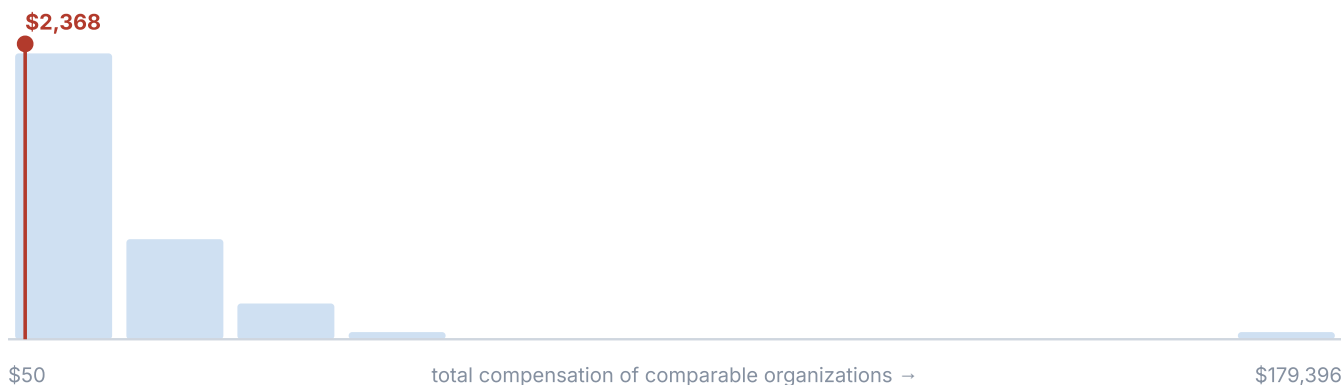 $2,368
$50 total compensation of comparable organizations → $179,396